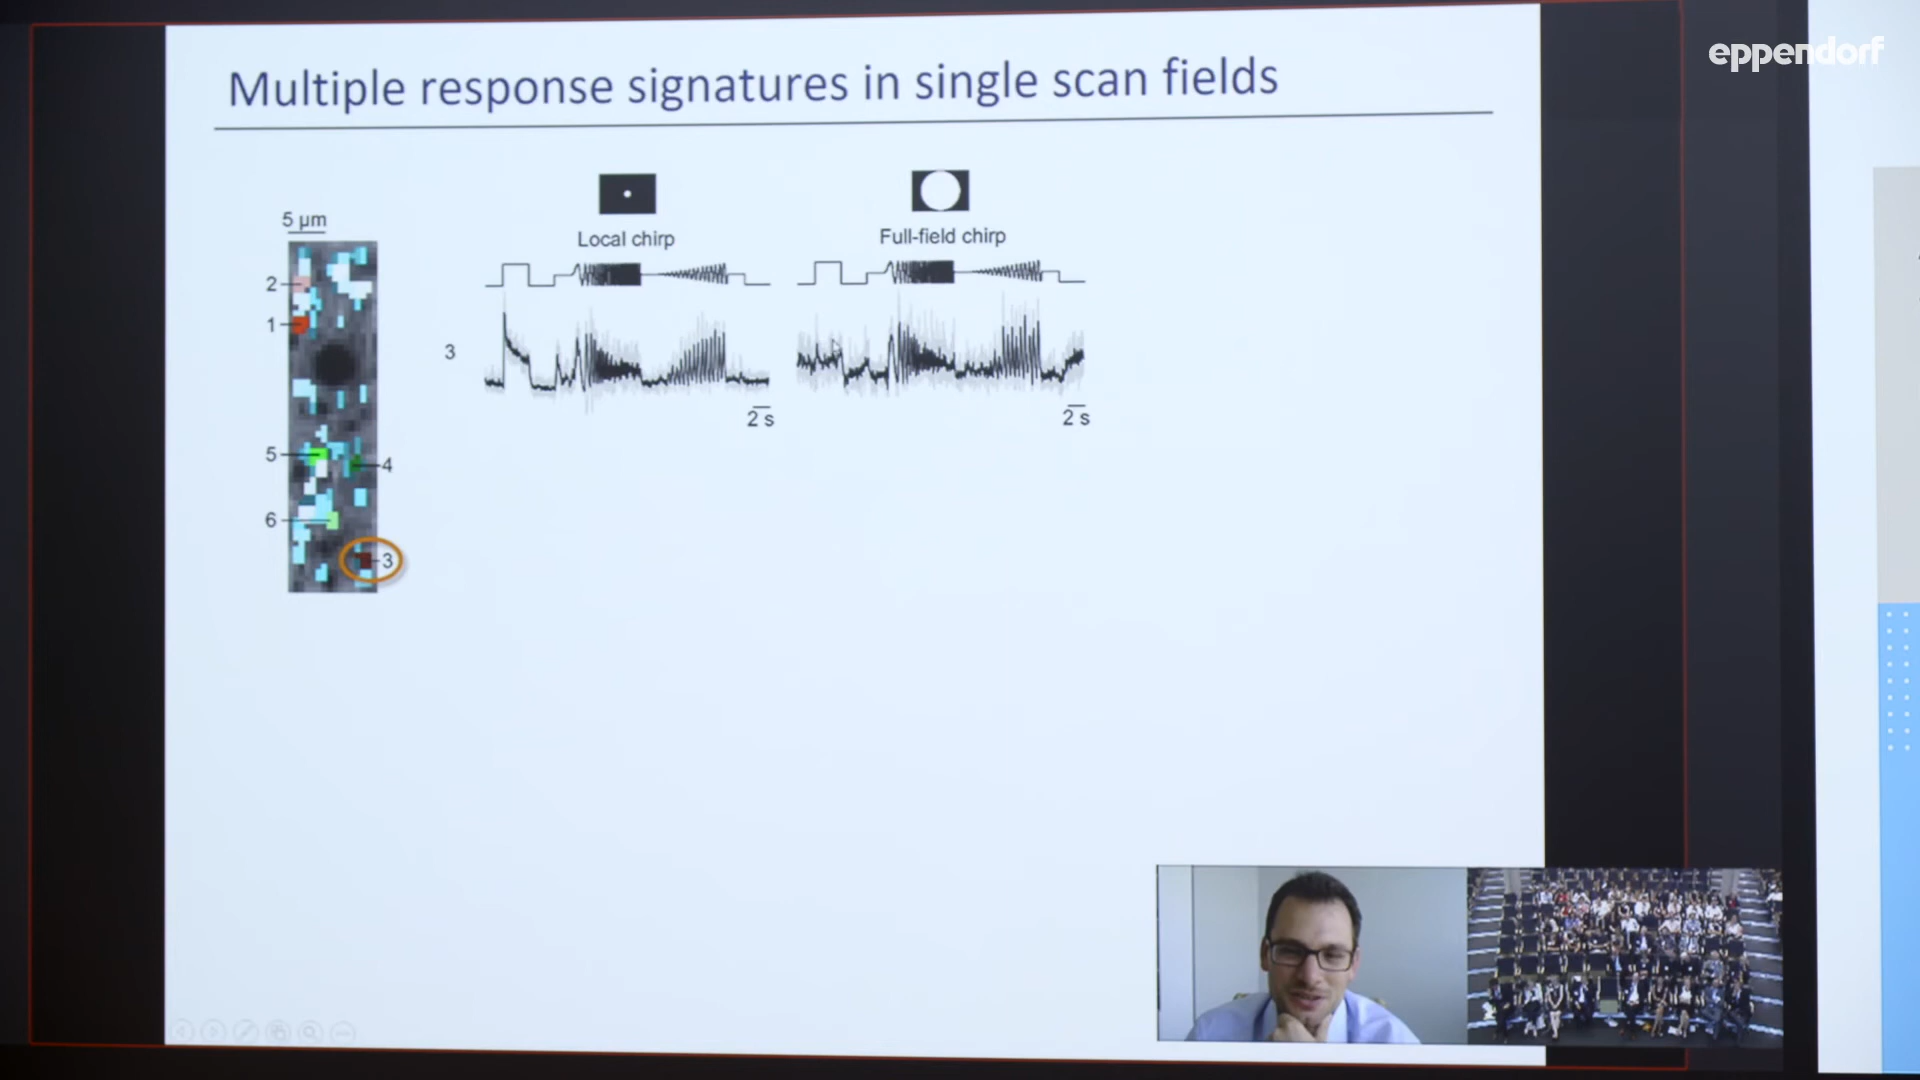 eppendorf
Multiple response signatures in single scan fields
5 µm
Local chirp
Full-field chirp
2
1
3
5
4
6
3
2 s
2 s